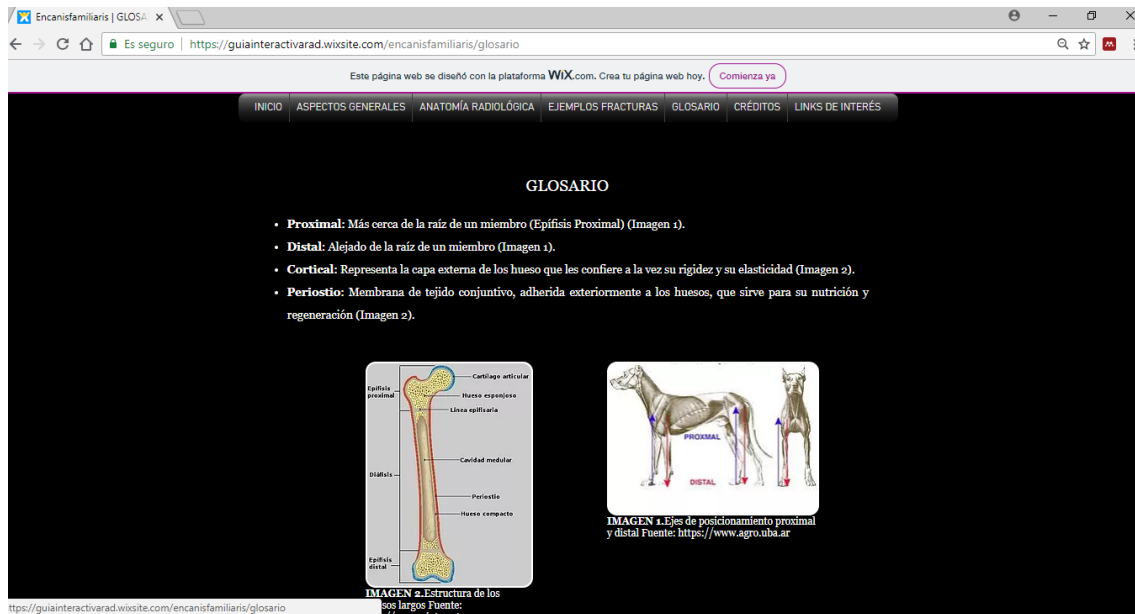 Encanisfamiliaris | GLOSA
Es seguro | https://guiainteractivarad.wixsite.com/encanisfamiliaris/glosario
Este página web se diseñó con la plataforma WiX.com. Crea tu página web hoy. Comienza ya
INICIO ASPECTOS GENERALES ANATOMÍA RADIOLÓGICA EJEMPLOS FRACTURAS GLOSARIO CRÉDITOS LINKS DE INTERÉS
GLOSARIO
• Proximal: Más cerca de la raíz de un miembro (Epífisis Proximal) (Imagen 1).
• Distal: Alejado de la raíz de un miembro (Imagen 1).
• Cortical: Representa la capa externa de los hueso que les confiere a la vez su rigidez y su elasticidad (Imagen 2).
• Periostio: Membrana de tejido conjuntivo, adherida exteriormente a los huesos, que sirve para su nutrición y
regeneración (Imagen 2).
Cartílago articular
Epífisis
proximal
Hueso esponjoso
Línea epifisaria
Cavidad medular
Diáfisis
Periostio
Hueso compacto
Epífisis
distal
IMAGEN 2.Estructura de los
sos largos Fuente:
PROXMAL
DISTAL
IMAGEN 1.Ejes de posicionamiento proximal
y distal Fuente: https://www.agro.uba.ar
ttps://guiainteractivarad.wixsite.com/encanisfamiliaris/glosario